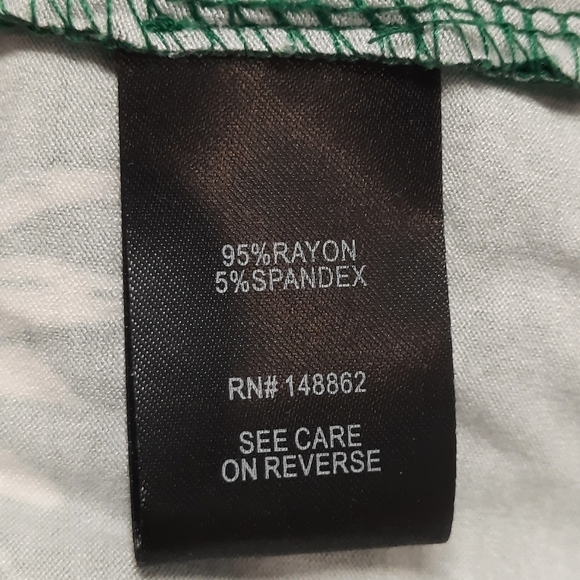 95%RAYON
5%SPANDEX
RN# 148862
SEE CARE
ON REVERSE